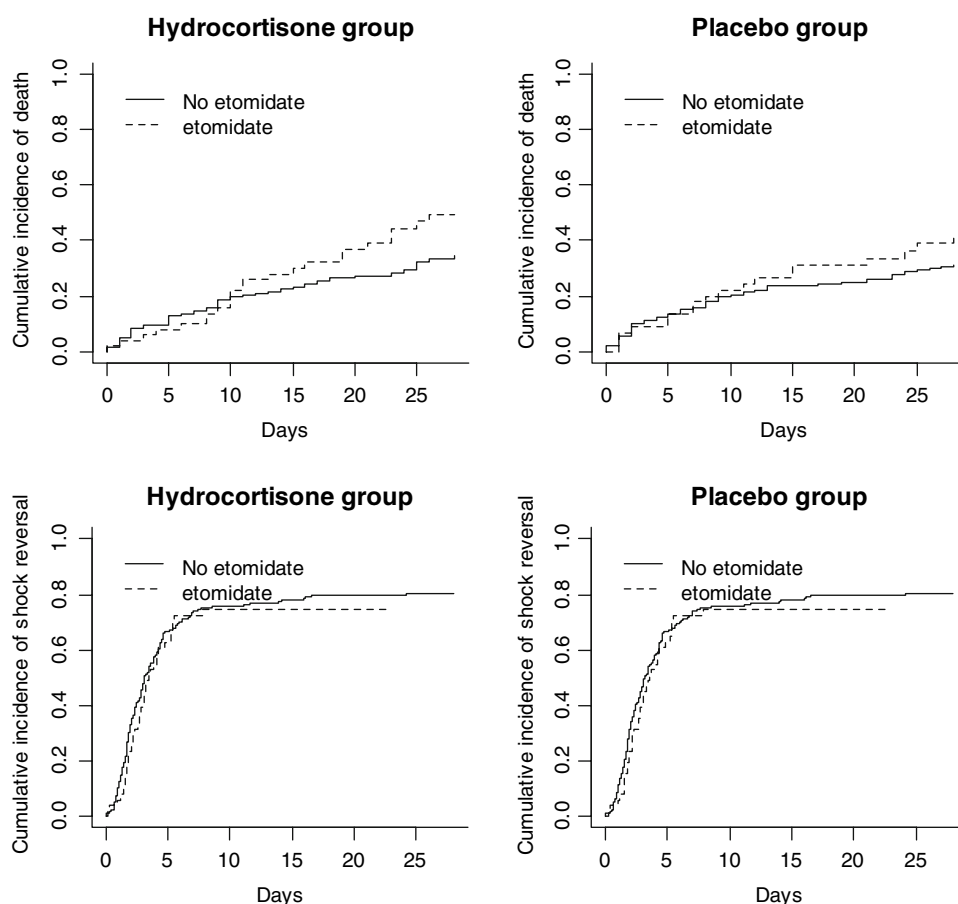 Hydrocortisone group
Cumulative incidence of death
1.0
0.8
0.6
0.4
0.2
0.0
No etomidate
etomidate
0 5 10 15 20 25
Days
Placebo group
Cumulative incidence of death
1.0
0.8
0.6
0.4
0.2
0.0
No etomidate
etomidate
0 5 10 15 20 25
Days
Hydrocortisone group
Cumulative incidence of shock reversal
1.0
0.8
0.6
0.4
0.2
0.0
No etomidate
etomidate
0 5 10 15 20 25
Days
Placebo group
Cumulative incidence of shock reversal
1.0
0.8
0.6
0.4
0.2
0.0
No etomidate
etomidate
0 5 10 15 20 25
Days